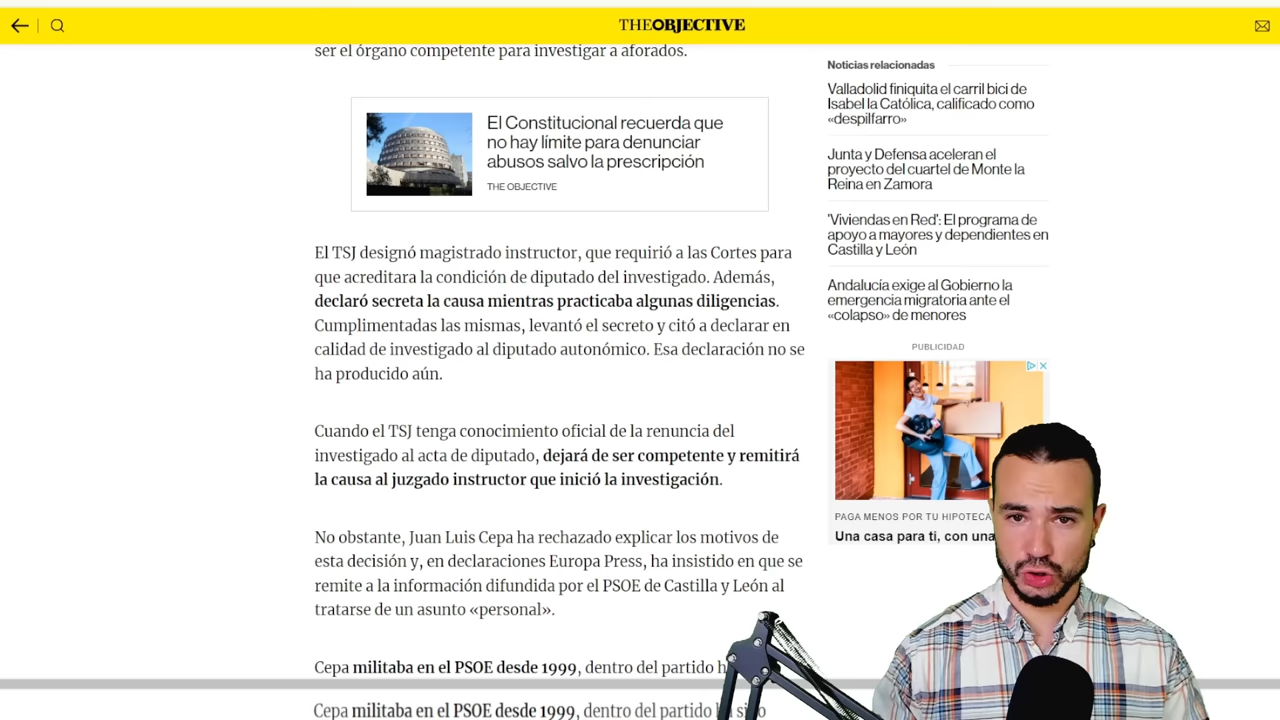 THEOBJECTIVE
ser el órgano competente para investigar a aforados.
El Constitucional recuerda que
no hay límite para denunciar
abusos salvo la prescripción
THE OBJECTIVE
El TSJ designó magistrado instructor, que requirió a las Cortes para
que acreditara la condición de diputado del investigado. Además,
declaró secreta la causa mientras practicaba algunas diligencias.
Cumplimentadas las mismas, levantó el secreto y citó a declarar en
calidad de investigado al diputado autonómico. Esa declaración no se
ha producido aún.
Cuando el TSJ tenga conocimiento oficial de la renuncia del
investigado al acta de diputado, dejará de ser competente y remitirá
la causa al juzgado instructor que inició la investigación.
No obstante, Juan Luis Cepa ha rechazado explicar los motivos de
esta decisión y, en declaraciones Europa Press, ha insistido en que se
remite a la información difundida por el PSOE de Castilla y León al
tratarse de un asunto «personal».
Cepa militaba en el PSOE desde 1999, dentro del partido h
Cepa militaba en el PSOE desde 1999, dentro del partido ha sido
Noticias relacionadas
Valladolid finiquita el carril bici de
Isabel la Católica, calificado como
«despilfarro»
Junta y Defensa aceleran el
proyecto del cuartel de Monte la
Reina en Zamora
'Viviendas en Red': El programa de
apoyo a mayores y dependientes en
Castilla y León
Andalucía exige al Gobierno la
emergencia migratoria ante el
«colapso» de menores
PUBLICIDAD
PAGA MENOS POR TU HIPOTECA
Una casa para ti, con una